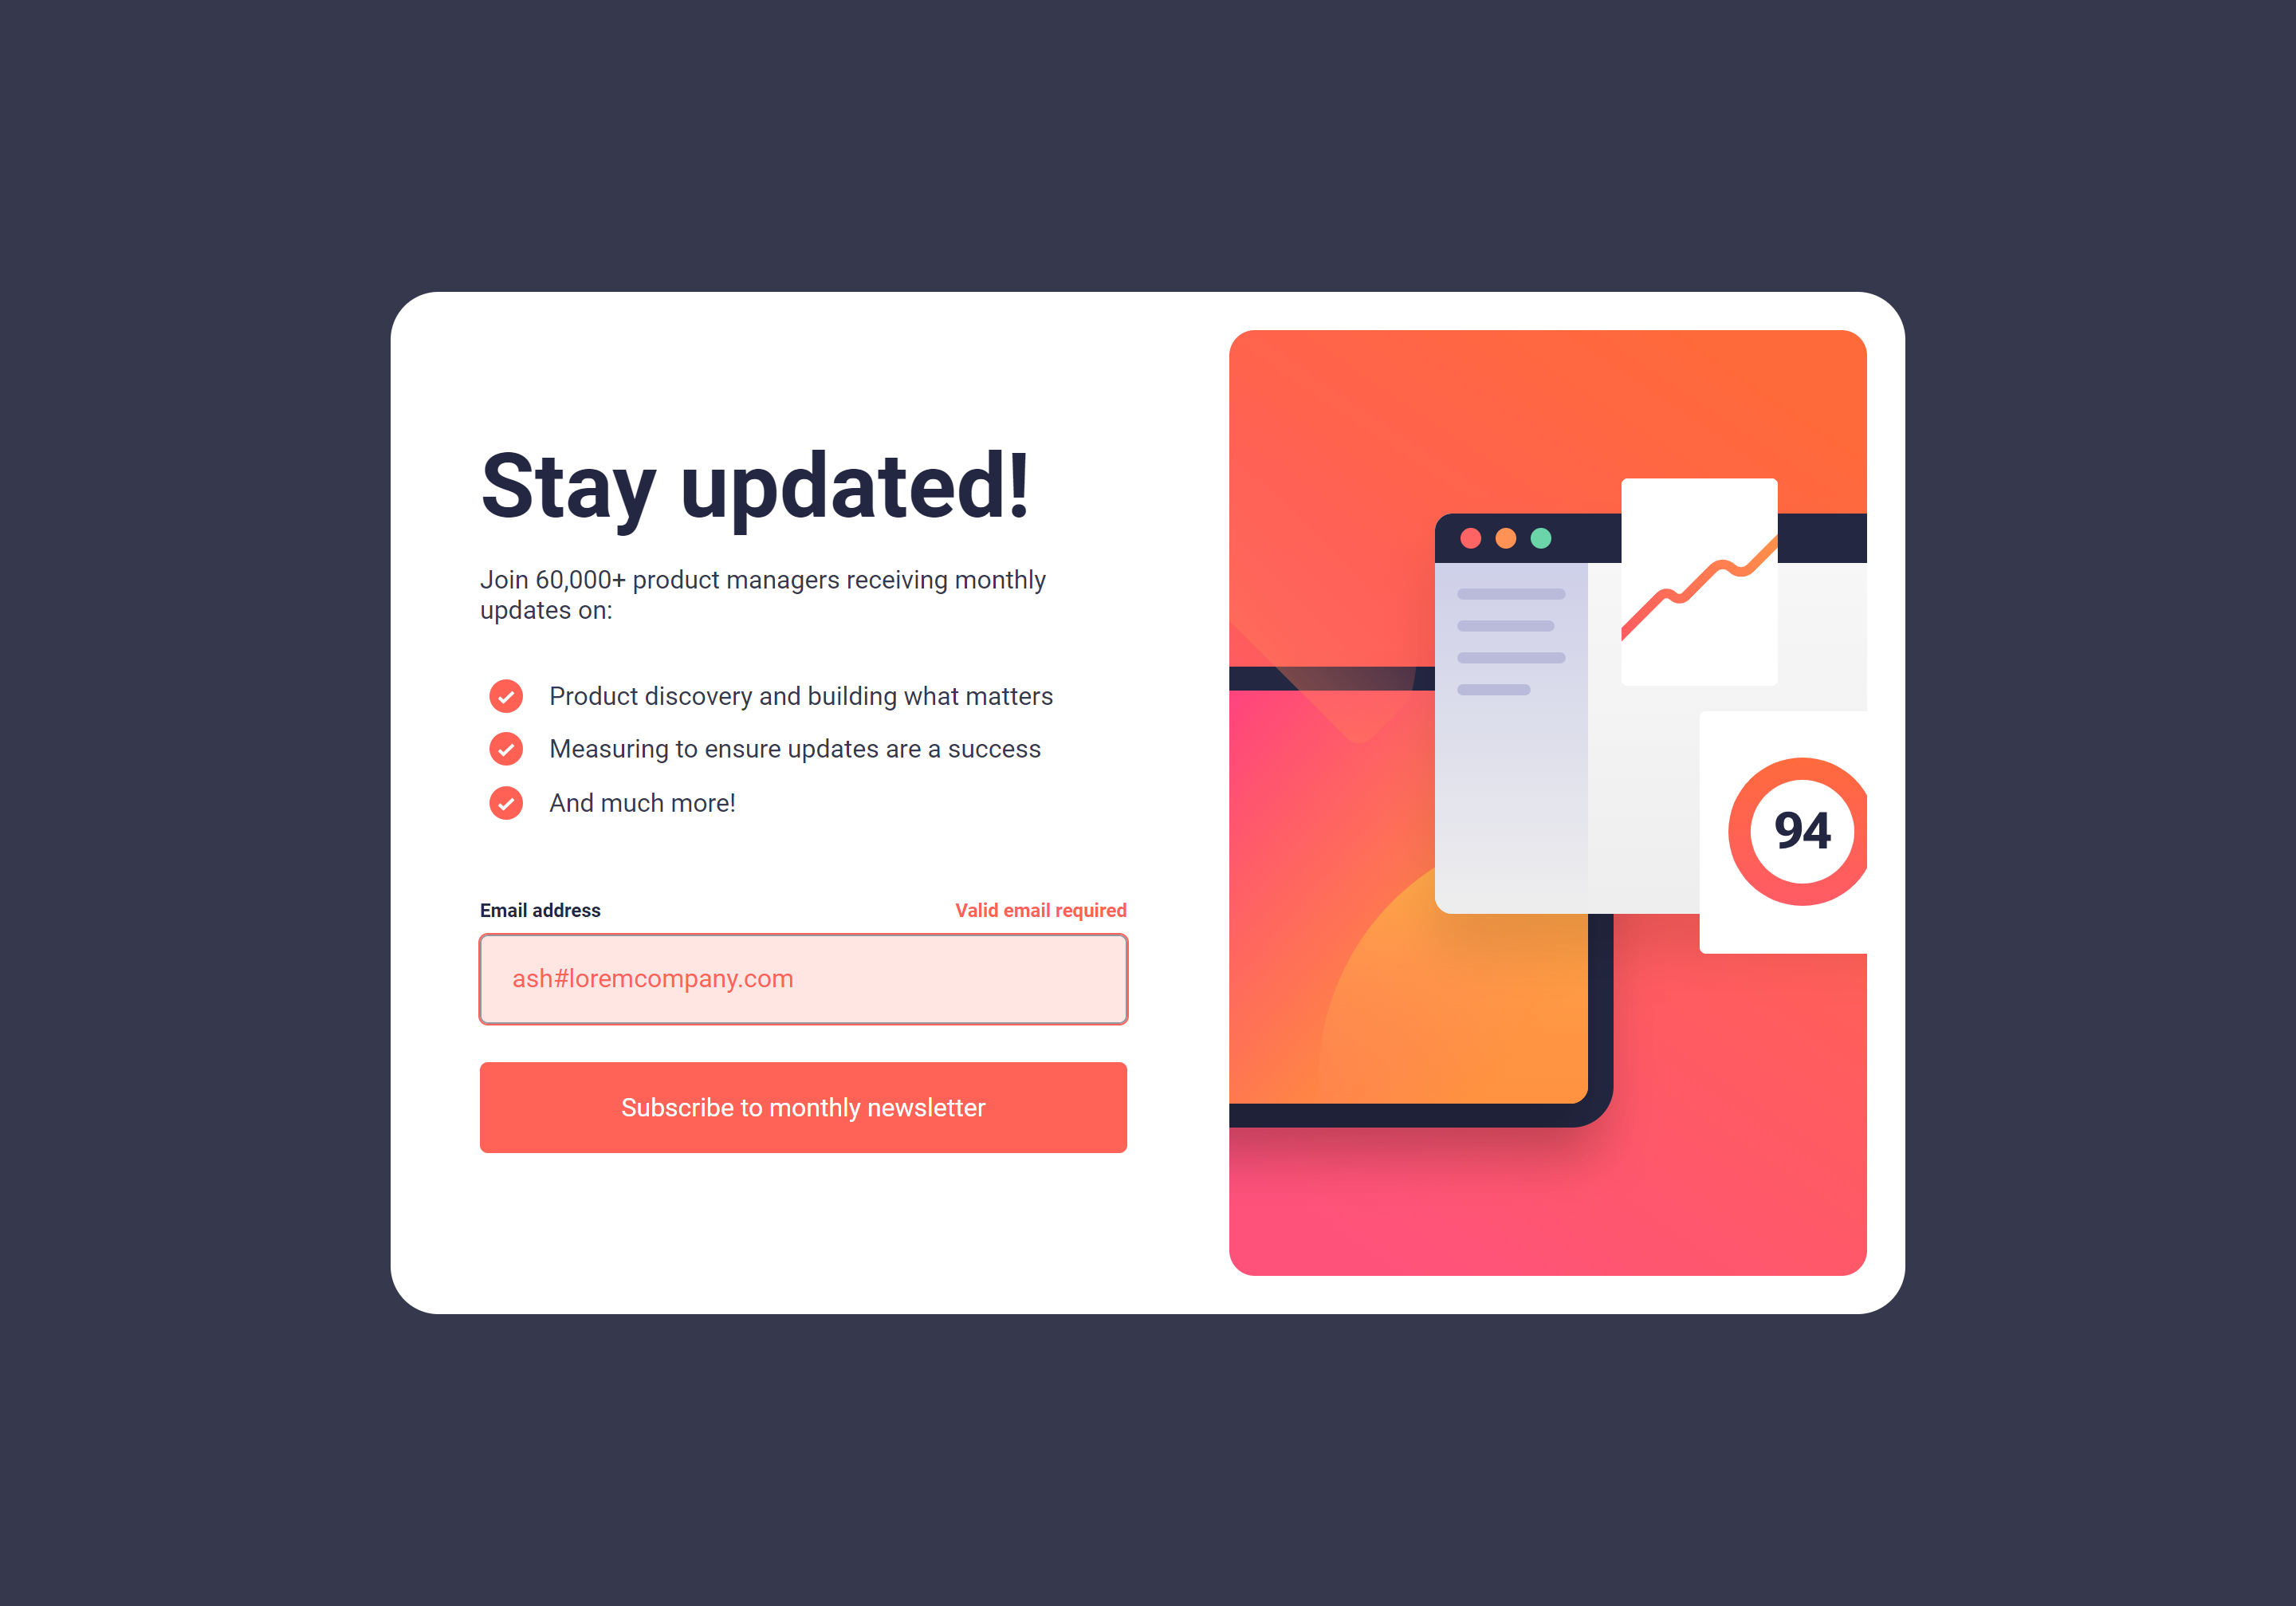 Stay updated!
Join 60,000+ product managers receiving monthly
updates on:
Product discovery and building what matters
Measuring to ensure updates are a success
And much more!
Email address
Valid email required
ash#loremcompany.com
Subscribe to monthly newsletter
94